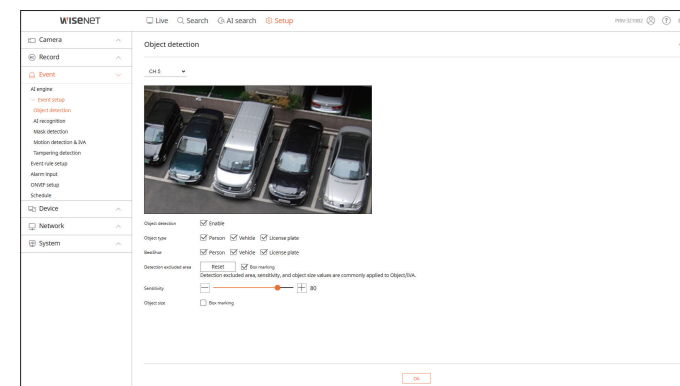 WISENET
Live Search AI search Setup
PRN-3210B2
Camera
Record
Event
AI engine
Event setup
Object detection
AI recognition
Mask detection
Motion detection & IVA
Tampering detection
Event rule setup
Alarm input
ONVIF setup
Schedule
Device
Network
System
Object detection
CH 5
Object detection Enable
Object type Person Vehicle License plate
BestShot Person Vehicle License plate
Detection excluded area Reset Box marking
Detection excluded area, sensitivity, and object size values are commonly applied to Object/IVA.
Sensitivity 80
Object size Box marking
OK